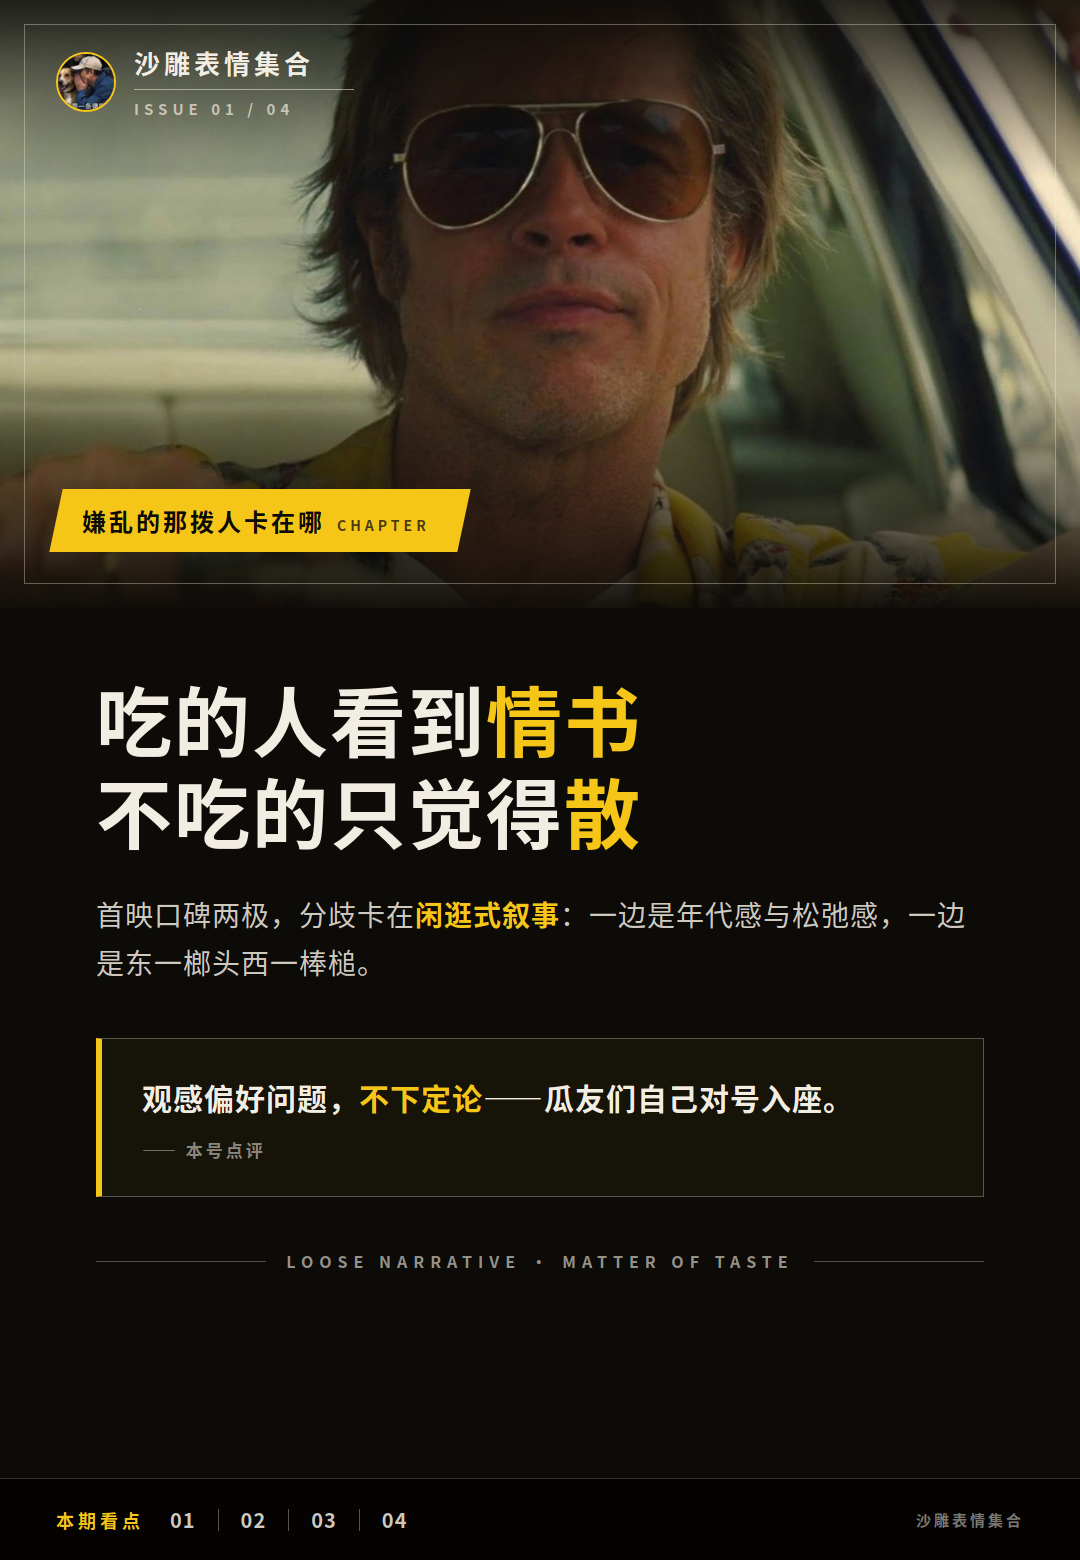 沙雕表情集合
ISSUE 01 / 04
嫌乱的那拨人卡在哪 CHAPTER
吃的人看到情书
不吃的只觉得散
首映口碑两极，分歧卡在闲逛式叙事：一边是年代感与松弛感，一边
是东一榔头西一棒槌。
观感偏好问题，不下定论——瓜友们自己对号入座。
—— 本号点评
LOOSE NARRATIVE · MATTER OF TASTE
本期看点 01 02 03 04 沙雕表情集合